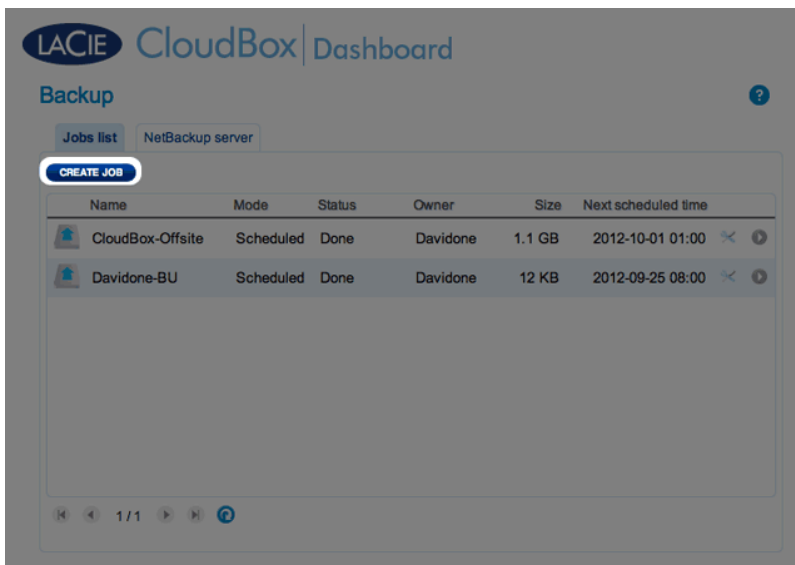 LACIE CloudBox Dashboard
Backup ?
Jobs list NetBackup server
CREATE JOB
Name Mode Status Owner Size Next scheduled time
CloudBox-Offsite Scheduled Done Davidone 1.1 GB 2012-10-01 01:00
Davidone-BU Scheduled Done Davidone 12 KB 2012-09-25 08:00
1/1